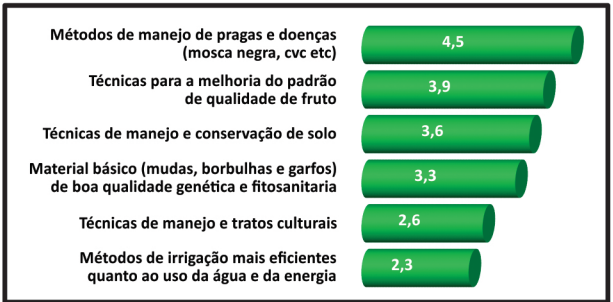 Métodos de manejo de pragas e doenças
(mosca negra, cvc etc)
4,5
Técnicas para a melhoria do padrão
de qualidade de fruto
3,9
Técnicas de manejo e conservação de solo
3,6
Material básico (mudas, borbulhas e garfos)
de boa qualidade genética e fitosanitaria
3,3
Técnicas de manejo e tratos culturais
2,6
Métodos de irrigação mais eficientes
quanto ao uso da água e da energia
2,3